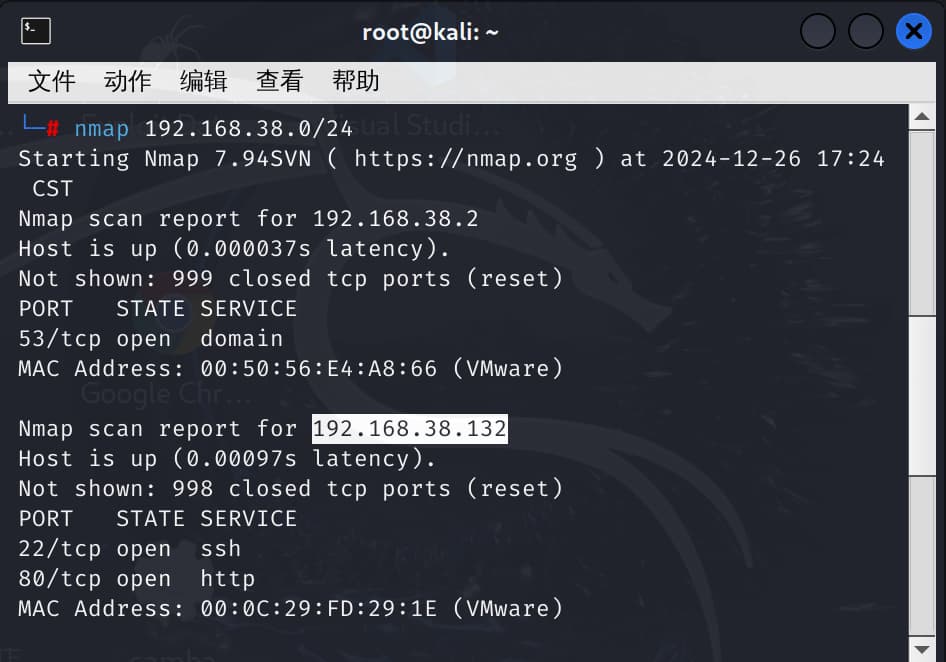 root@kali: ~
文件 动作 编辑 查看 帮助
└─# nmap 192.168.38.0/24
Starting Nmap 7.94SVN ( https://nmap.org ) at 2024-12-26 17:24
CST
Nmap scan report for 192.168.38.2
Host is up (0.000037s latency).
Not shown: 999 closed tcp ports (reset)
PORT   STATE SERVICE
53/tcp open  domain
MAC Address: 00:50:56:E4:A8:66 (VMware)
Google Chr...
Nmap scan report for 192.168.38.132
Host is up (0.00097s latency).
Not shown: 998 closed tcp ports (reset)
PORT   STATE SERVICE
22/tcp open  ssh
80/tcp open  http
MAC Address: 00:0C:29:FD:29:1E (VMware)